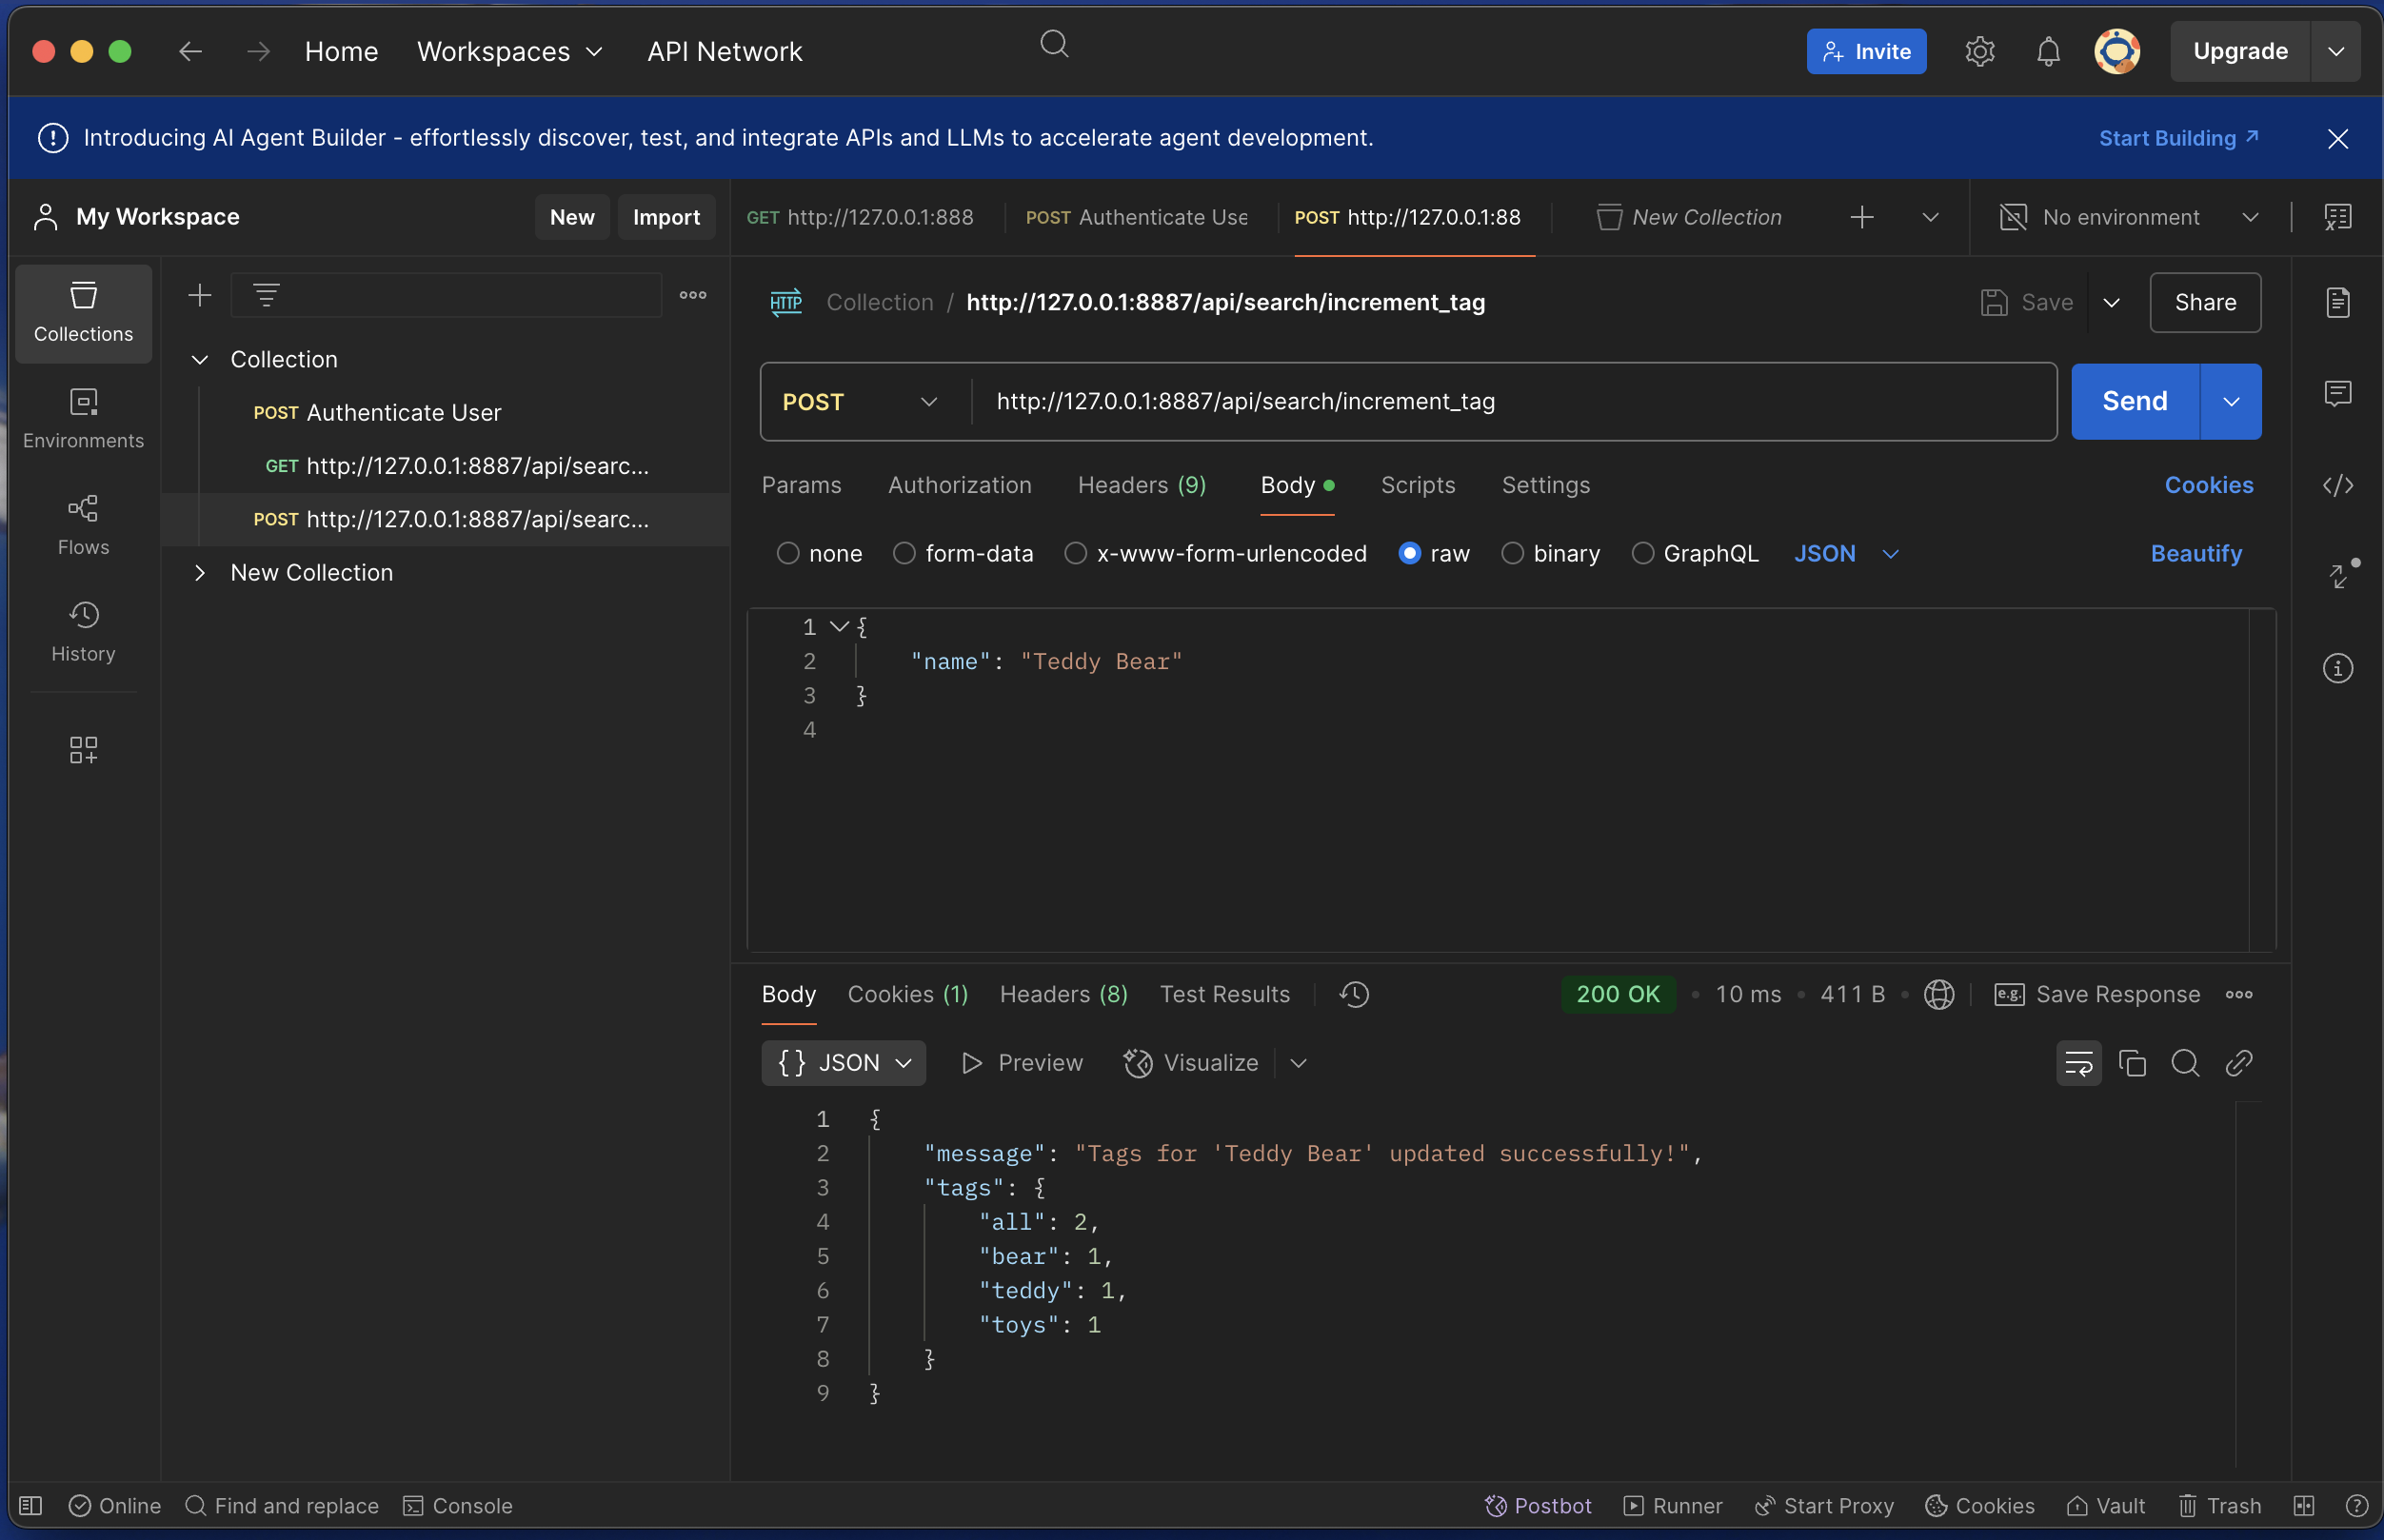 Home Workspaces API Network Invite Upgrade
Introducing AI Agent Builder - effortlessly discover, test, and integrate APIs and LLMs to accelerate agent development. Start Building
My Workspace New Import
GET http://127.0.0.1:888 POST Authenticate Use POST http://127.0.0.1:88 New Collection No environment
Collections
Environments
Flows
History
Collection
POST Authenticate User
GET http://127.0.0.1:8887/api/searc...
POST http://127.0.0.1:8887/api/searc...
New Collection
HTTP Collection / http://127.0.0.1:8887/api/search/increment_tag Save Share
POST http://127.0.0.1:8887/api/search/increment_tag Send
Params Authorization Headers (9) Body Scripts Settings Cookies
none form-data x-www-form-urlencoded raw binary GraphQL JSON Beautify
1 {
2 "name": "Teddy Bear"
3 }
4
Body Cookies (1) Headers (8) Test Results 200 OK • 10 ms • 411 B • e.g. Save Response
{} JSON Preview Visualize
1 {
2 "message": "Tags for 'Teddy Bear' updated successfully!",
3 "tags": {
4 "all": 2,
5 "bear": 1,
6 "teddy": 1,
7 "toys": 1
8 }
9 }
Online Find and replace Console Postbot Runner Start Proxy Cookies Vault Trash